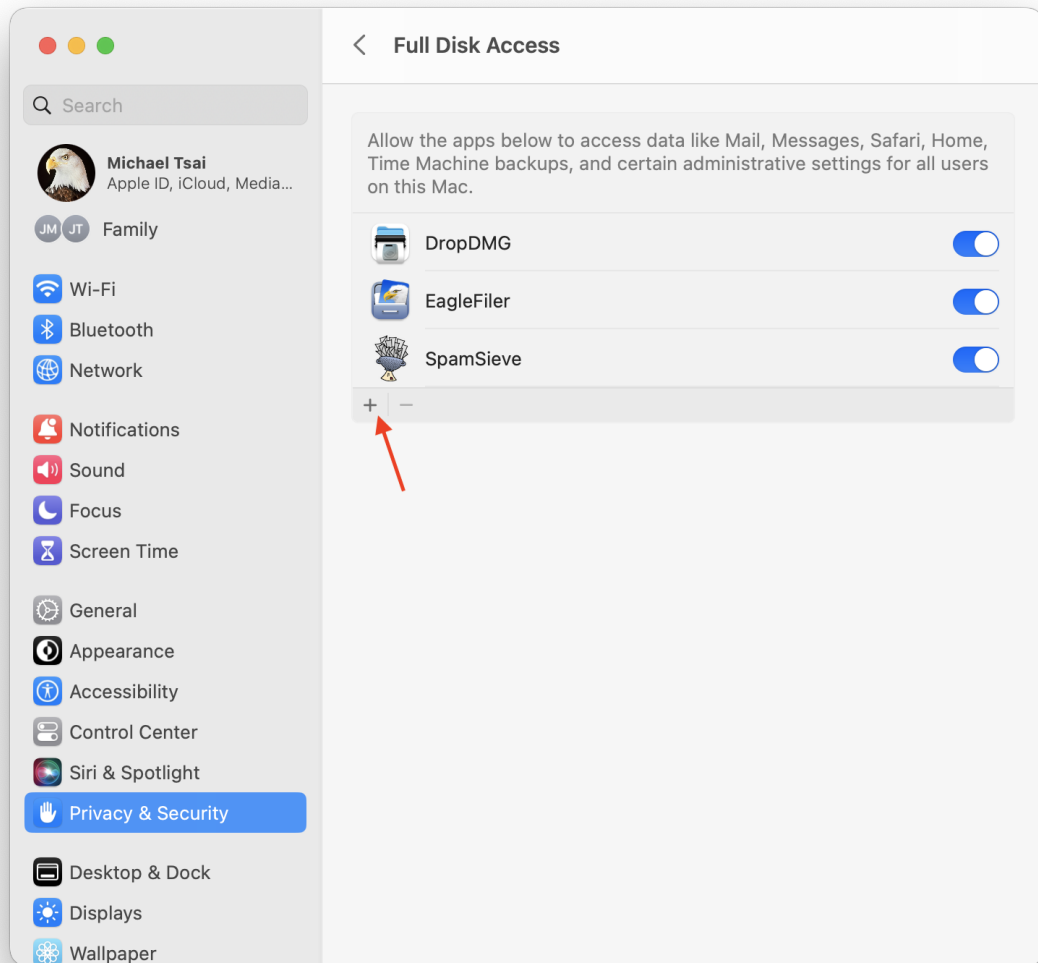 Full Disk Access
Search
Michael Tsai
Apple ID, iCloud, Media...
JM JT Family
Wi-Fi
Bluetooth
Network
Notifications
Sound
Focus
Screen Time
General
Appearance
Accessibility
Control Center
Siri & Spotlight
Privacy & Security
Desktop & Dock
Displays
Wallpaper
Allow the apps below to access data like Mail, Messages, Safari, Home,
Time Machine backups, and certain administrative settings for all users
on this Mac.
DropDMG
EagleFiler
SpamSieve